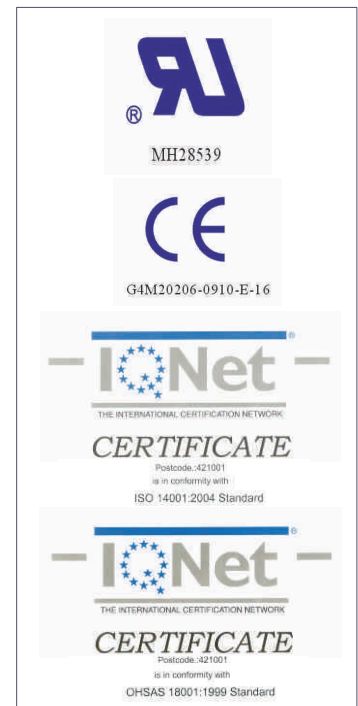 RU
®
MH28539
CE
G4M20206-0910-E-16
®
IQNet
THE INTERNATIONAL CERTIFICATION NETWORK
CERTIFICATE
Postcode.:421001
is in conformity with
ISO 14001:2004 Standard
®
IQNet
THE INTERNATIONAL CERTIFICATION NETWORK
CERTIFICATE
Postcode.:421001
is in conformity with
OHSAS 18001:1999 Standard